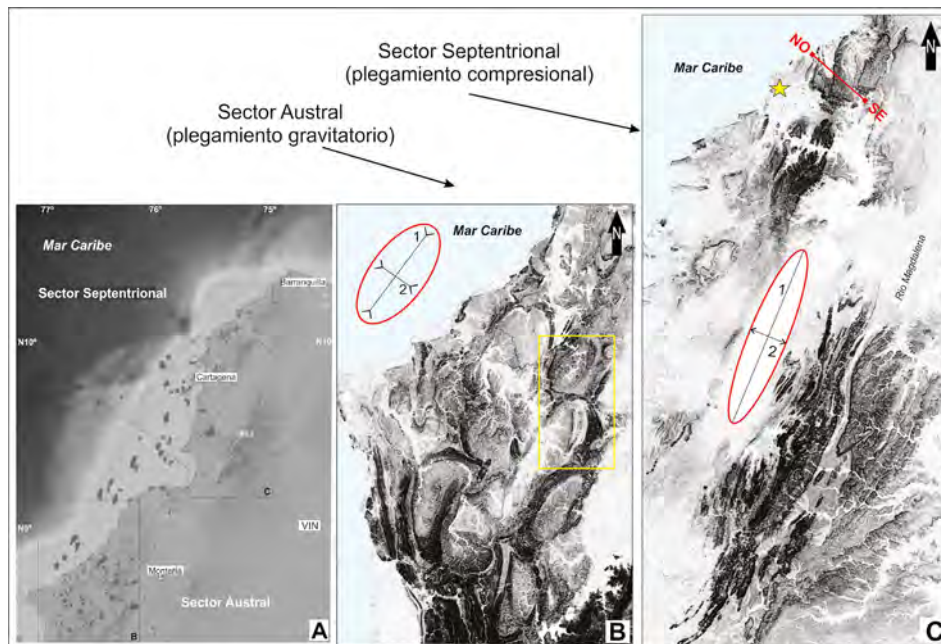 Sector Septentrional
(plegamiento compresional)
Sector Austral
(plegamiento gravitatorio)
77°
76°
75°
Mar Caribe
Sector Septentrional
Barranquilla
N10°
N10°
Cartagena
C
N9°
VIN
Montería
Sector Austral
B
A
1
2
Mar Caribe
N
B
Mar Caribe
NO
SE
N
1
2
Río Magdalena
C